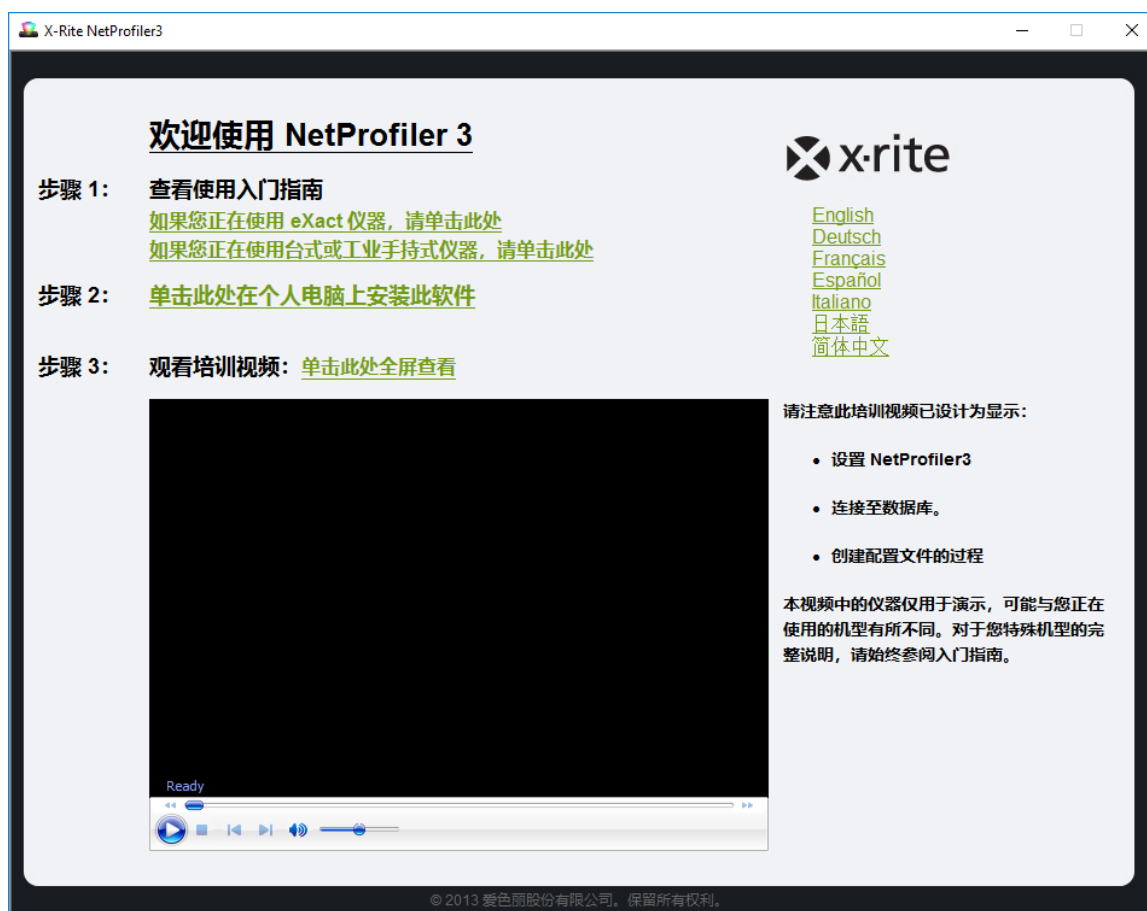 X-Rite NetProfiler3
欢迎使用 NetProfiler 3
x·rite
步骤 1： 查看使用入门指南
如果您正在使用 eXact 仪器，请单击此处
如果您正在使用台式或工业手持式仪器，请单击此处
步骤 2： 单击此处在个人电脑上安装此软件
步骤 3： 观看培训视频：单击此处全屏查看
English
Deutsch
Français
Español
Italiano
日本語
简体中文
请注意此培训视频已设计为显示：
• 设置 NetProfiler3
• 连接至数据库。
• 创建配置文件的过程
本视频中的仪器仅用于演示，可能与您正在
使用的机型有所不同。对于您特殊机型的完
整说明，请始终参阅入门指南。
Ready
© 2013 爱色丽股份有限公司。保留所有权利。